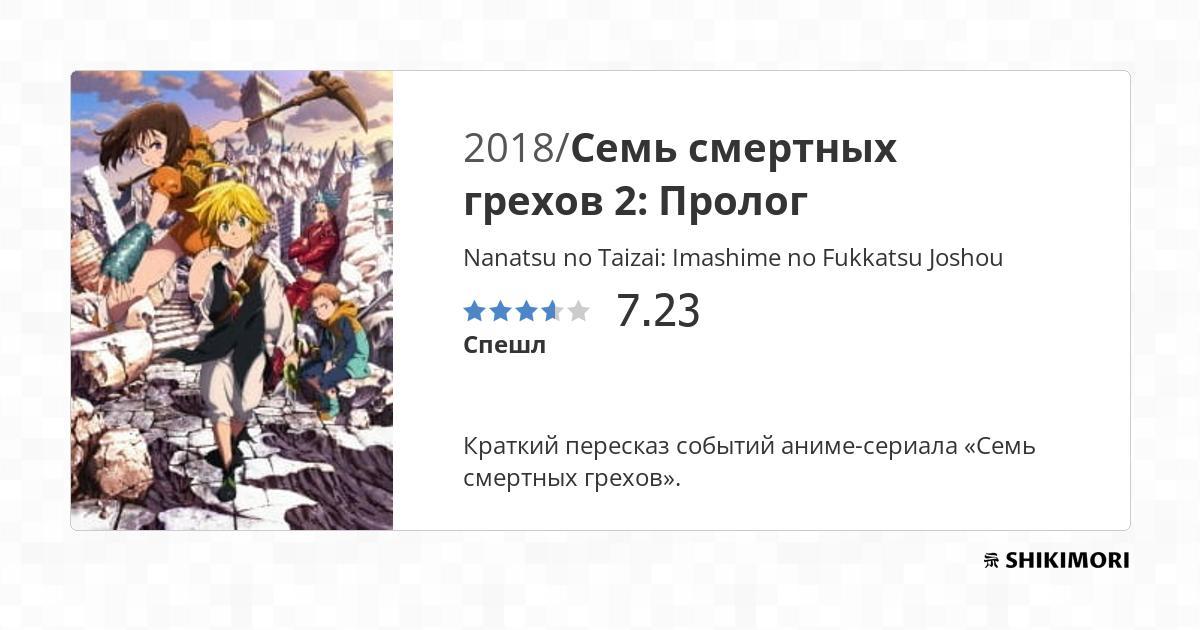 2018/Семь смертных
грехов 2: Пролог
Nanatsu no Taizai: Imashime no Fukkatsu Joshou
7.23
Спешл
Краткий пересказ событий аниме-сериала «Семь
смертных грехов».
SHIKIMORI